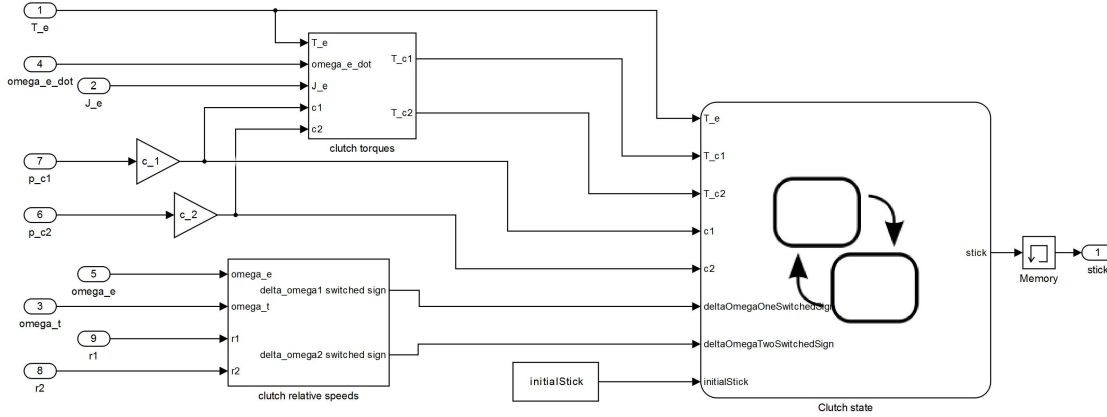 1
T_e
4
omega_e_dot
2
J_e
T_e
omega_e_dot
J_e
c1
c2
T_c1
T_c2
clutch torques
7
p_c1
c_1
6
p_c2
c_2
5
omega_e
3
omega_t
9
r1
8
r2
omega_e
omega_t
r1
r2
delta_omega1 switched sign
delta_omega2 switched sign
clutch relative speeds
initialStick
T_e
T_c1
T_c2
c1
c2
deltaOmegaOneSwitchedSign
deltaOmegaTwoSwitchedSign
initialStick
stick
Clutch state
Memory
1
stick